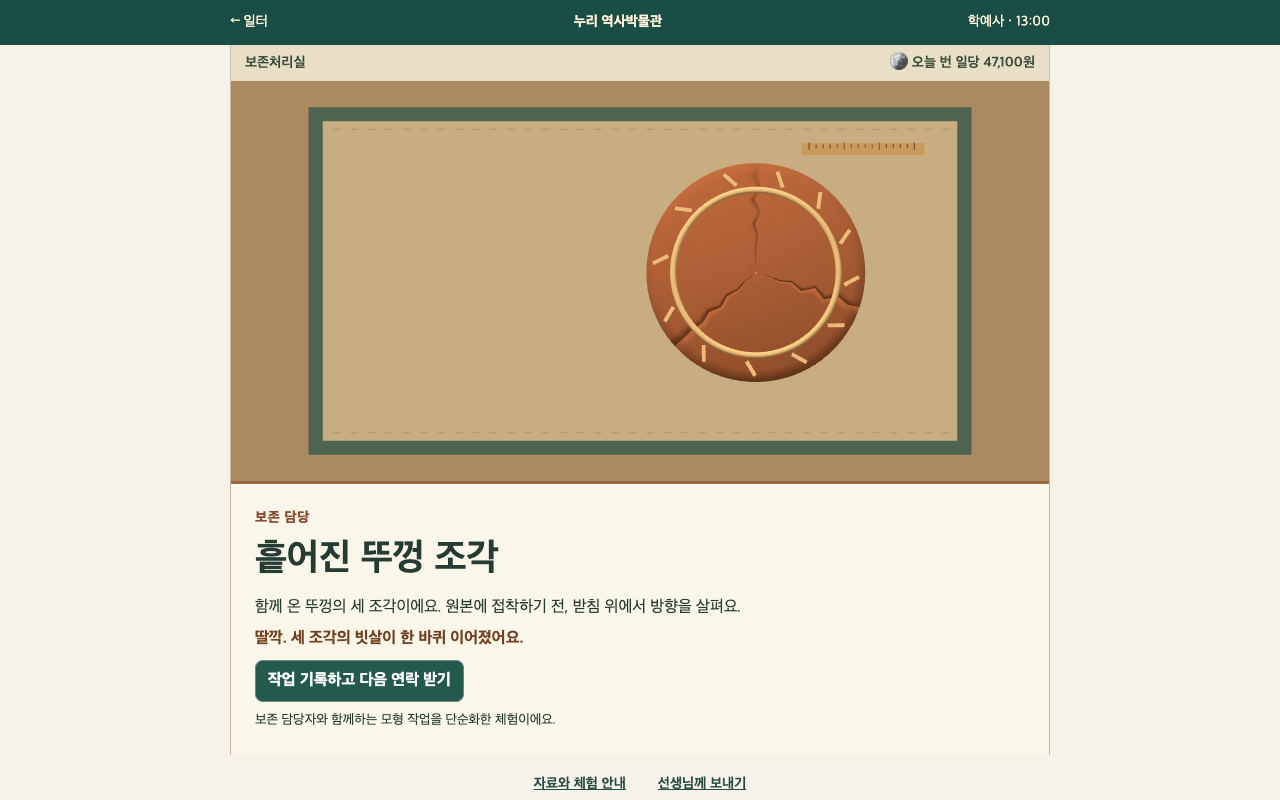 ← 일터
누리 역사박물관
학예사 · 13:00
보존처리실
오늘 번 일당 47,100원
보존 담당
흩어진 뚜껑 조각
함께 온 뚜껑의 세 조각이에요. 원본에 접착하기 전, 받침 위에서 방향을 살펴요.
딸깍. 세 조각의 빗살이 한 바퀴 이어졌어요.
작업 기록하고 다음 연락 받기
보존 담당자와 함께하는 모형 작업을 단순화한 체험이에요.
자료와 체험 안내
선생님께 보내기